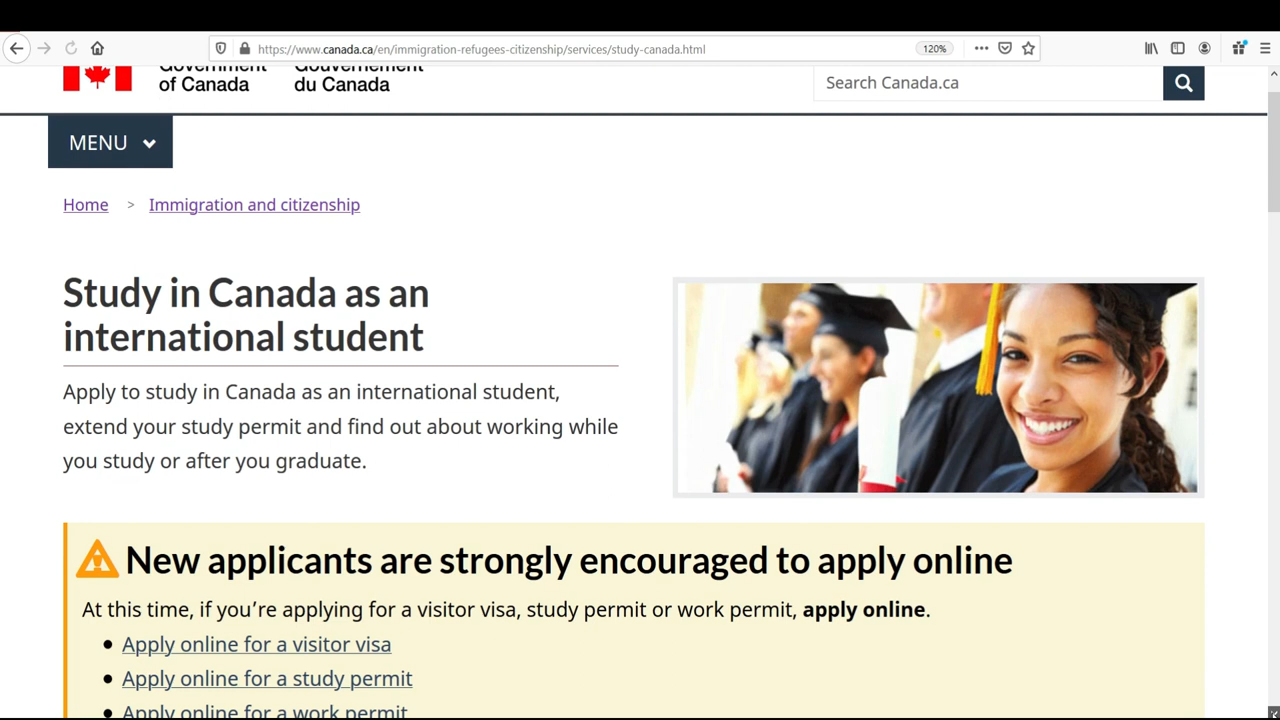 https://www.canada.ca/en/immigration-refugees-citizenship/services/study-canada.html
120%
Government Gouvernement
of Canada du Canada
Search Canada.ca
MENU
Home > Immigration and citizenship
Study in Canada as an
international student
Apply to study in Canada as an international student,
extend your study permit and find out about working while
you study or after you graduate.
New applicants are strongly encouraged to apply online
At this time, if you’re applying for a visitor visa, study permit or work permit, apply online.
• Apply online for a visitor visa
• Apply online for a study permit
• Apply online for a work permit